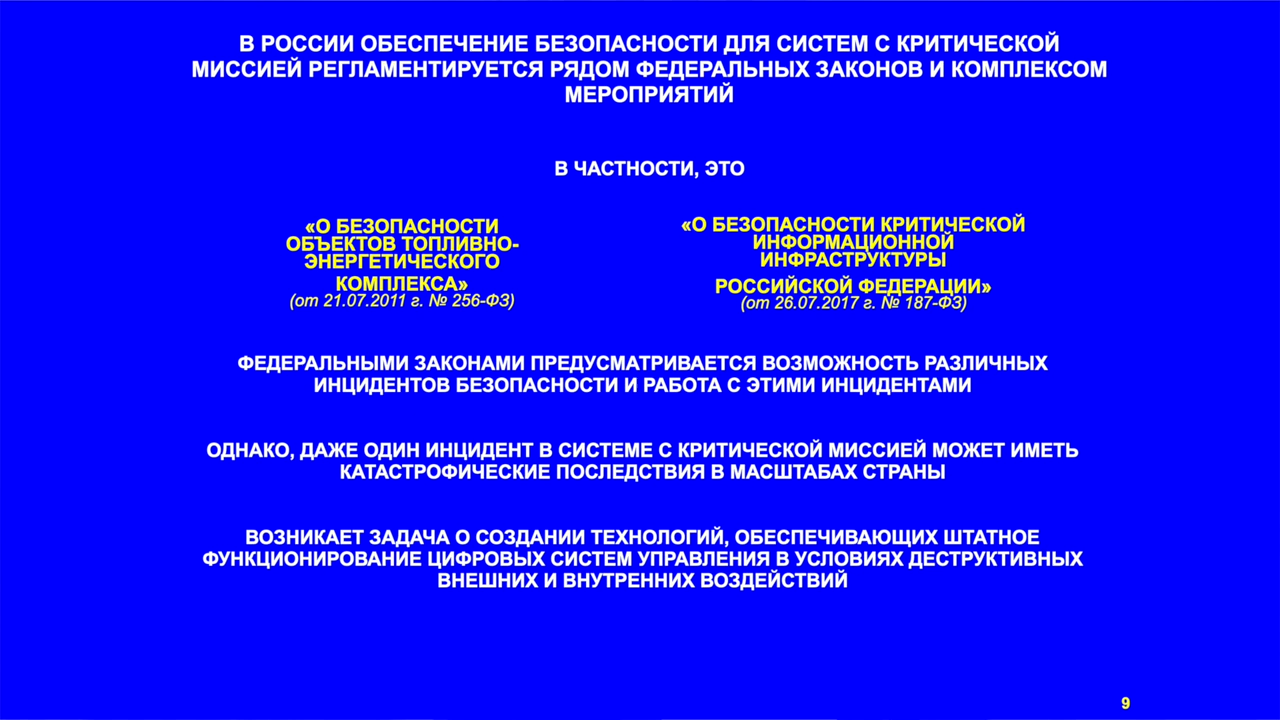 В РОССИИ ОБЕСПЕЧЕНИЕ БЕЗОПАСНОСТИ ДЛЯ СИСТЕМ С КРИТИЧЕСКОЙ
МИССИЕЙ РЕГЛАМЕНТИРУЕТСЯ РЯДОМ ФЕДЕРАЛЬНЫХ ЗАКОНОВ И КОМПЛЕКСОМ
МЕРОПРИЯТИЙ
В ЧАСТНОСТИ, ЭТО
«О БЕЗОПАСНОСТИ
ОБЪЕКТОВ ТОПЛИВНО-
ЭНЕРГЕТИЧЕСКОГО
КОМПЛЕКСА»
(от 21.07.2011 г. № 256-ФЗ)
«О БЕЗОПАСНОСТИ КРИТИЧЕСКОЙ
ИНФОРМАЦИОННОЙ
ИНФРАСТРУКТУРЫ
РОССИЙСКОЙ ФЕДЕРАЦИИ»
(от 26.07.2017 г. № 187-ФЗ)
ФЕДЕРАЛЬНЫМИ ЗАКОНАМИ ПРЕДУСМАТРИВАЕТСЯ ВОЗМОЖНОСТЬ РАЗЛИЧНЫХ
ИНЦИДЕНТОВ БЕЗОПАСНОСТИ И РАБОТА С ЭТИМИ ИНЦИДЕНТАМИ
ОДНАКО, ДАЖЕ ОДИН ИНЦИДЕНТ В СИСТЕМЕ С КРИТИЧЕСКОЙ МИССИЕЙ МОЖЕТ ИМЕТЬ
КАТАСТРОФИЧЕСКИЕ ПОСЛЕДСТВИЯ В МАСШТАБАХ СТРАНЫ
ВОЗНИКАЕТ ЗАДАЧА О СОЗДАНИИ ТЕХНОЛОГИЙ, ОБЕСПЕЧИВАЮЩИХ ШТАТНОЕ
ФУНКЦИОНИРОВАНИЕ ЦИФРОВЫХ СИСТЕМ УПРАВЛЕНИЯ В УСЛОВИЯХ ДЕСТРУКТИВНЫХ
ВНЕШНИХ И ВНУТРЕННИХ ВОЗДЕЙСТВИЙ
9